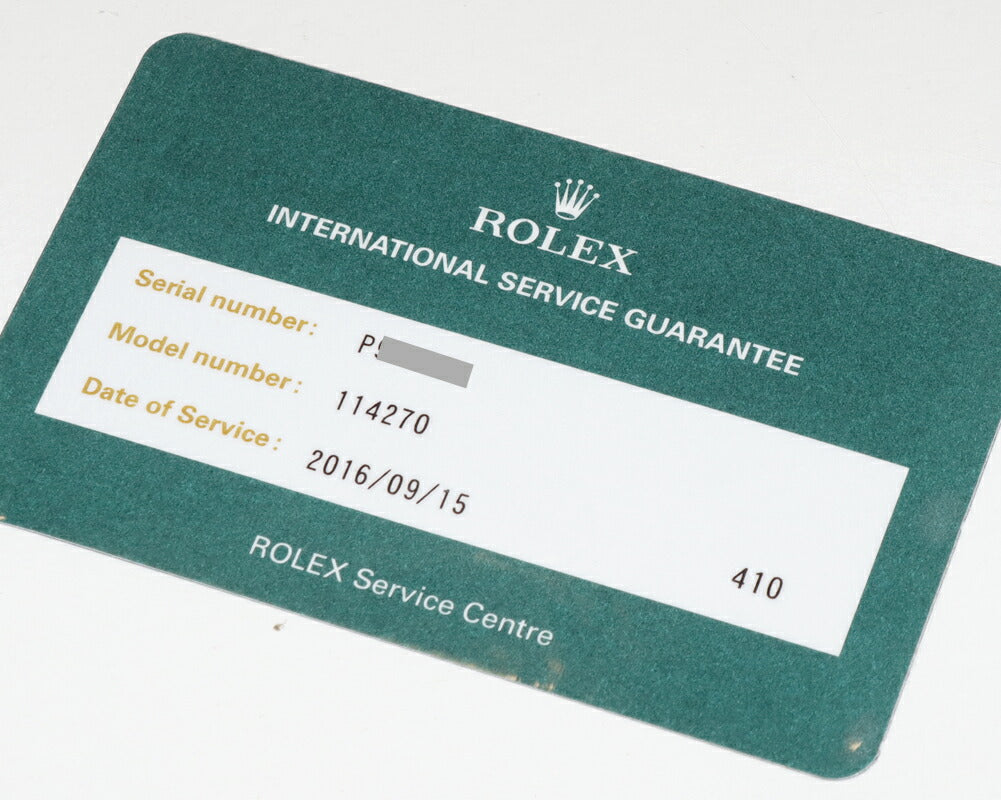 ROLEX
INTERNATIONAL SERVICE GUARANTEE
Serial number: P
Model number: 114270
Date of Service: 2016/09/15
410
ROLEX Service Centre